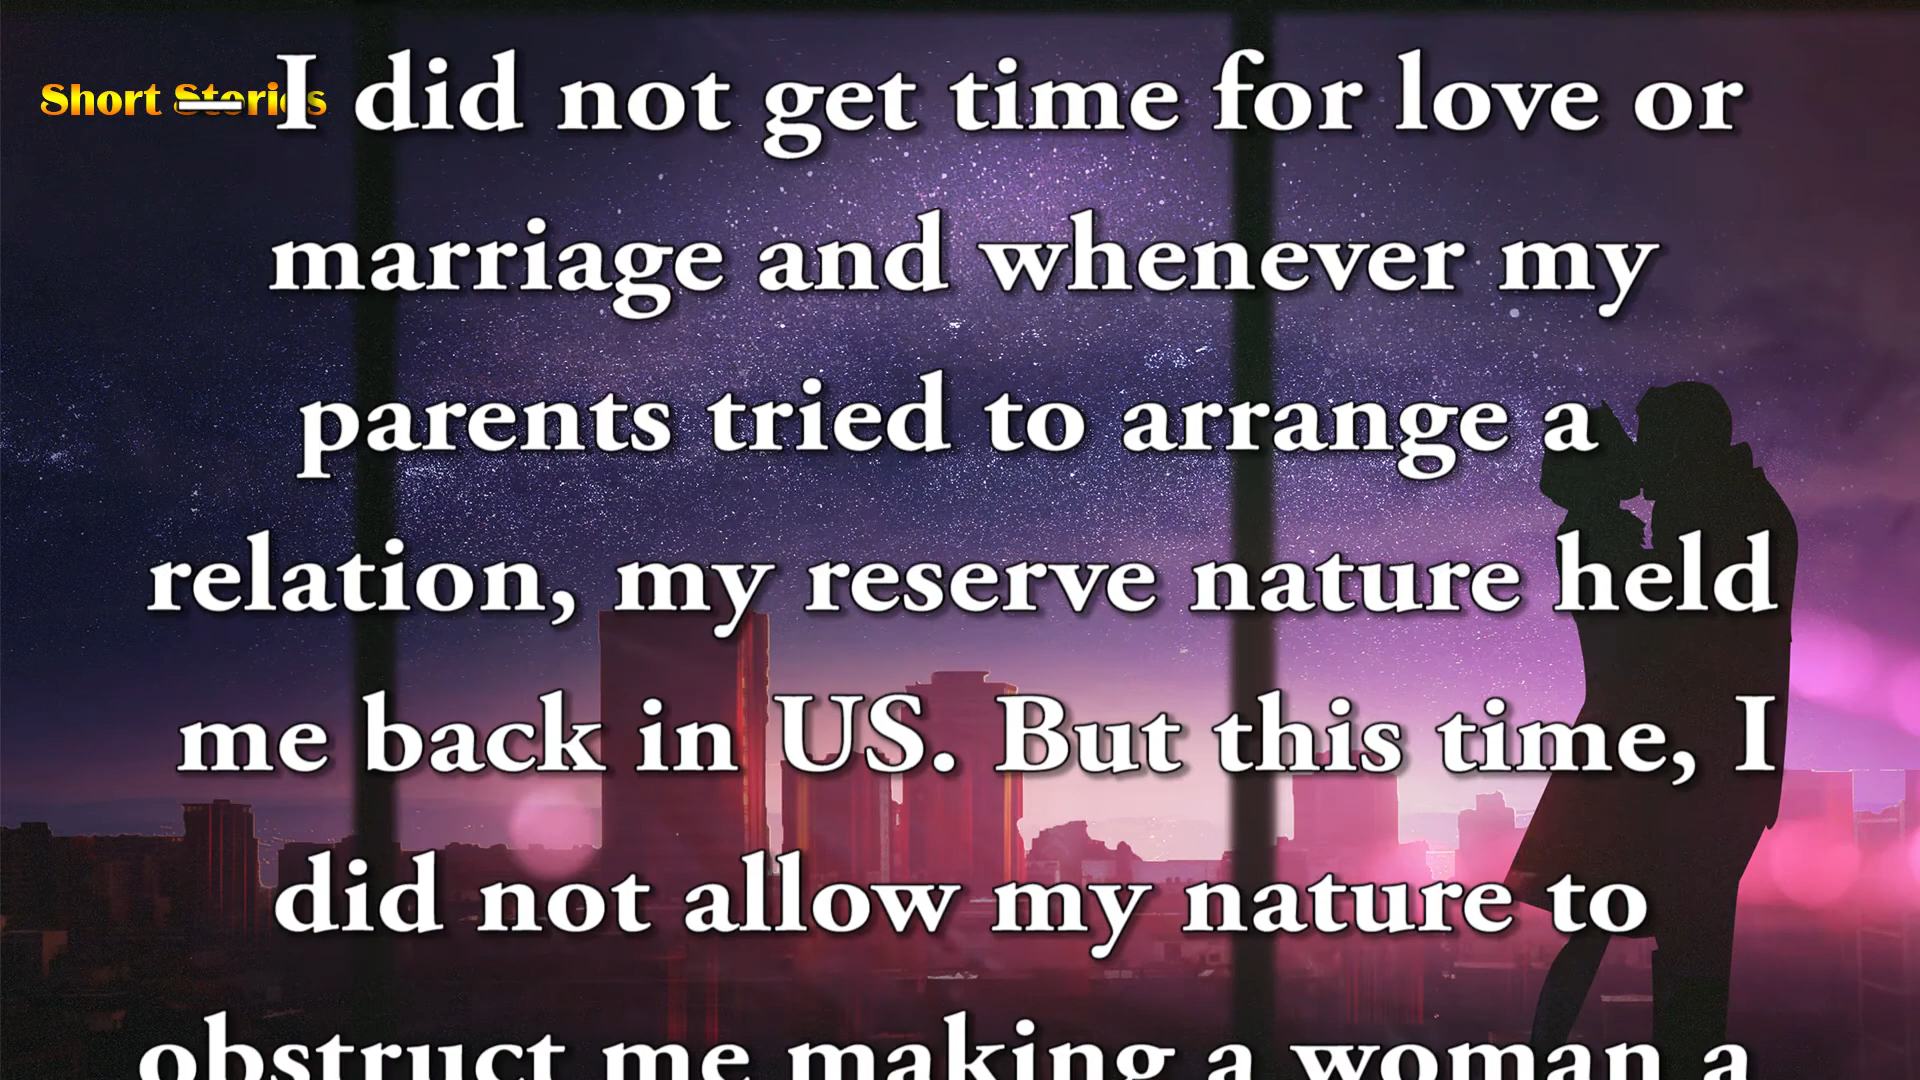 Short Stories
– I did not get time for love or
marriage and whenever my
parents tried to arrange a
relation, my reserve nature held
me back in US. But this time, I
did not allow my nature to
obstruct me making a woman a